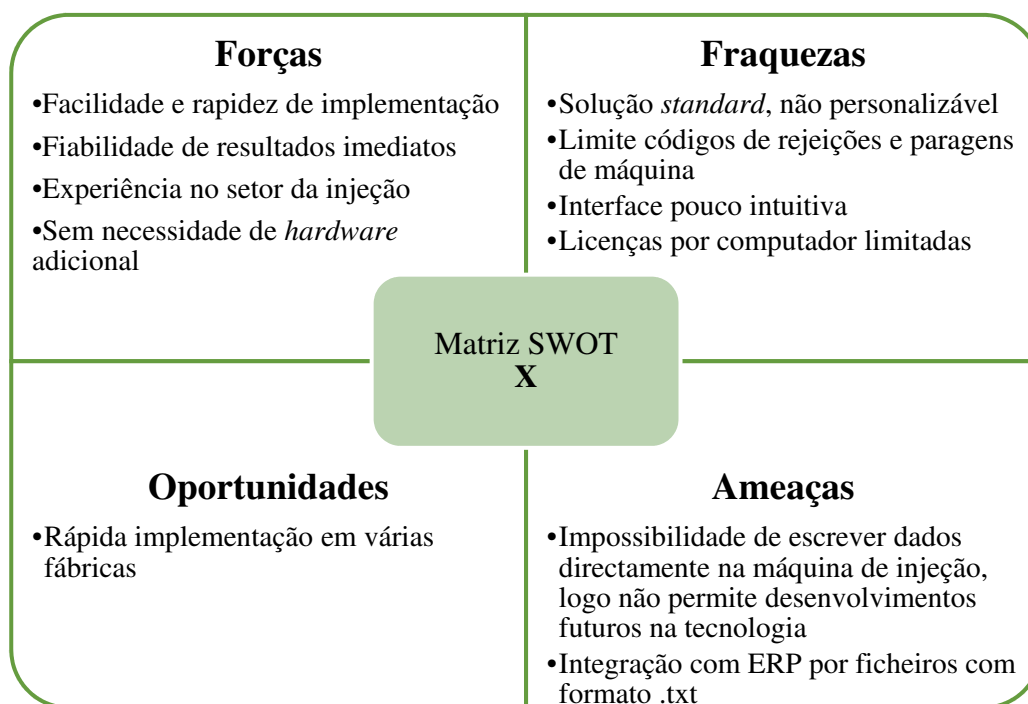 Forças
•Facilidade e rapidez de implementação
•Fiabilidade de resultados imediatos
•Experiência no setor da injeção
•Sem necessidade de hardware
adicional
Fraquezas
•Solução standard, não personalizável
•Limite códigos de rejeições e paragens
de máquina
•Interface pouco intuitiva
•Licenças por computador limitadas
Matriz SWOT
X
Oportunidades
•Rápida implementação em várias
fábricas
Ameaças
•Impossibilidade de escrever dados
directamente na máquina de injeção,
logo não permite desenvolvimentos
futuros na tecnologia
•Integração com ERP por ficheiros com
formato .txt